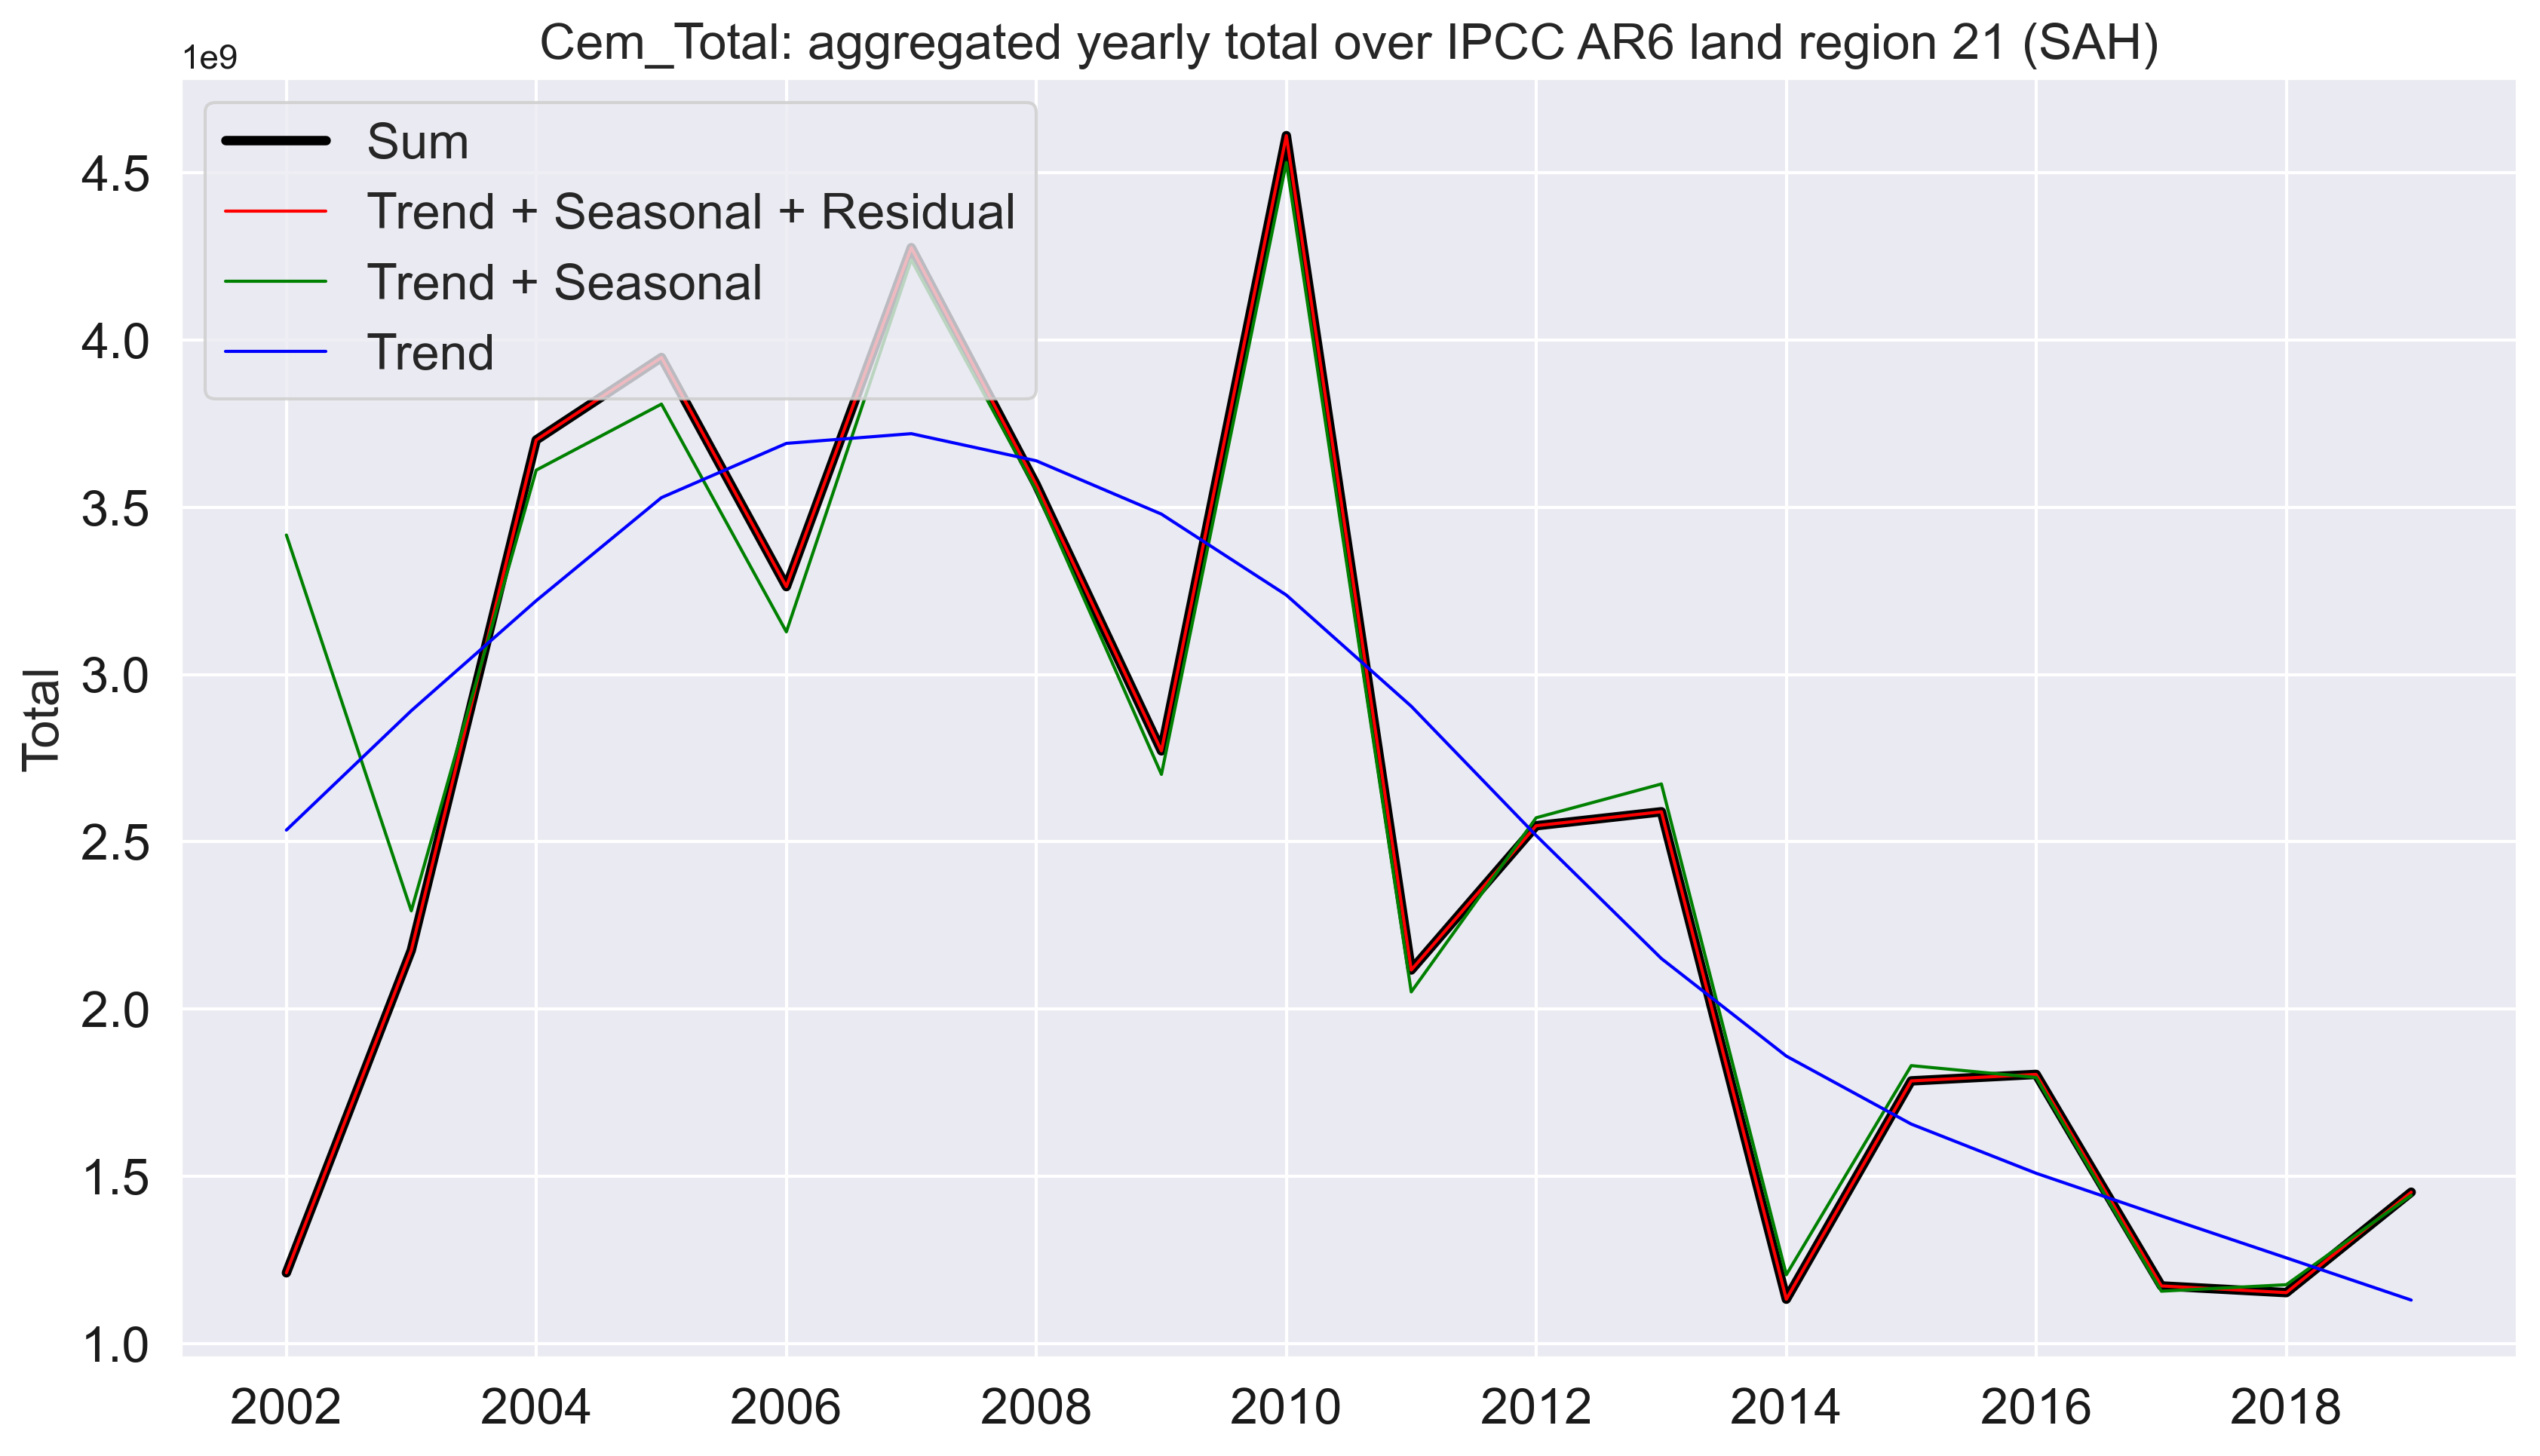 Cem_Total: aggregated yearly total over IPCC AR6 land region 21 (SAH)
1e9
Sum
Trend + Seasonal + Residual
Trend + Seasonal
Trend
4.5
4.0
3.5
3.0
2.5
2.0
1.5
1.0
Total
2002 2004 2006 2008 2010 2012 2014 2016 2018